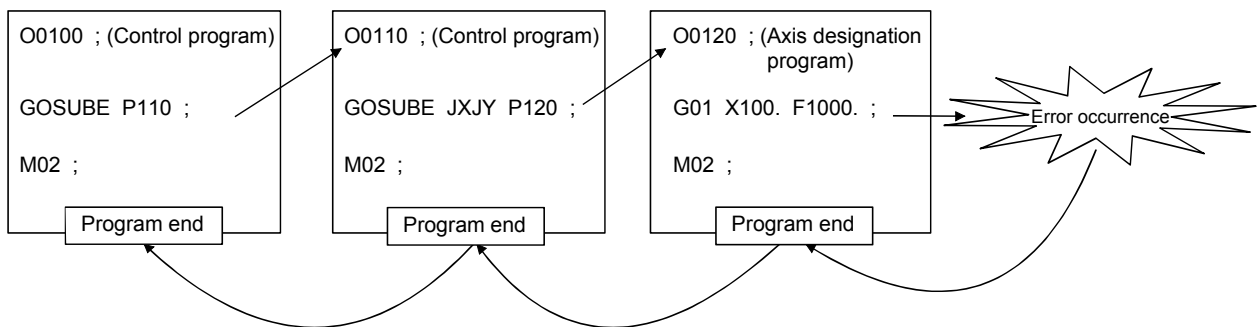 O0100 ; (Control program)
GOSUBE P110 ;
M02 ;
Program end
O0110 ; (Control program)
GOSUBE JXJY P120 ;
M02 ;
Program end
O0120 ; (Axis designation
program)
G01 X100. F1000. ;
M02 ;
Program end
Error occurrence